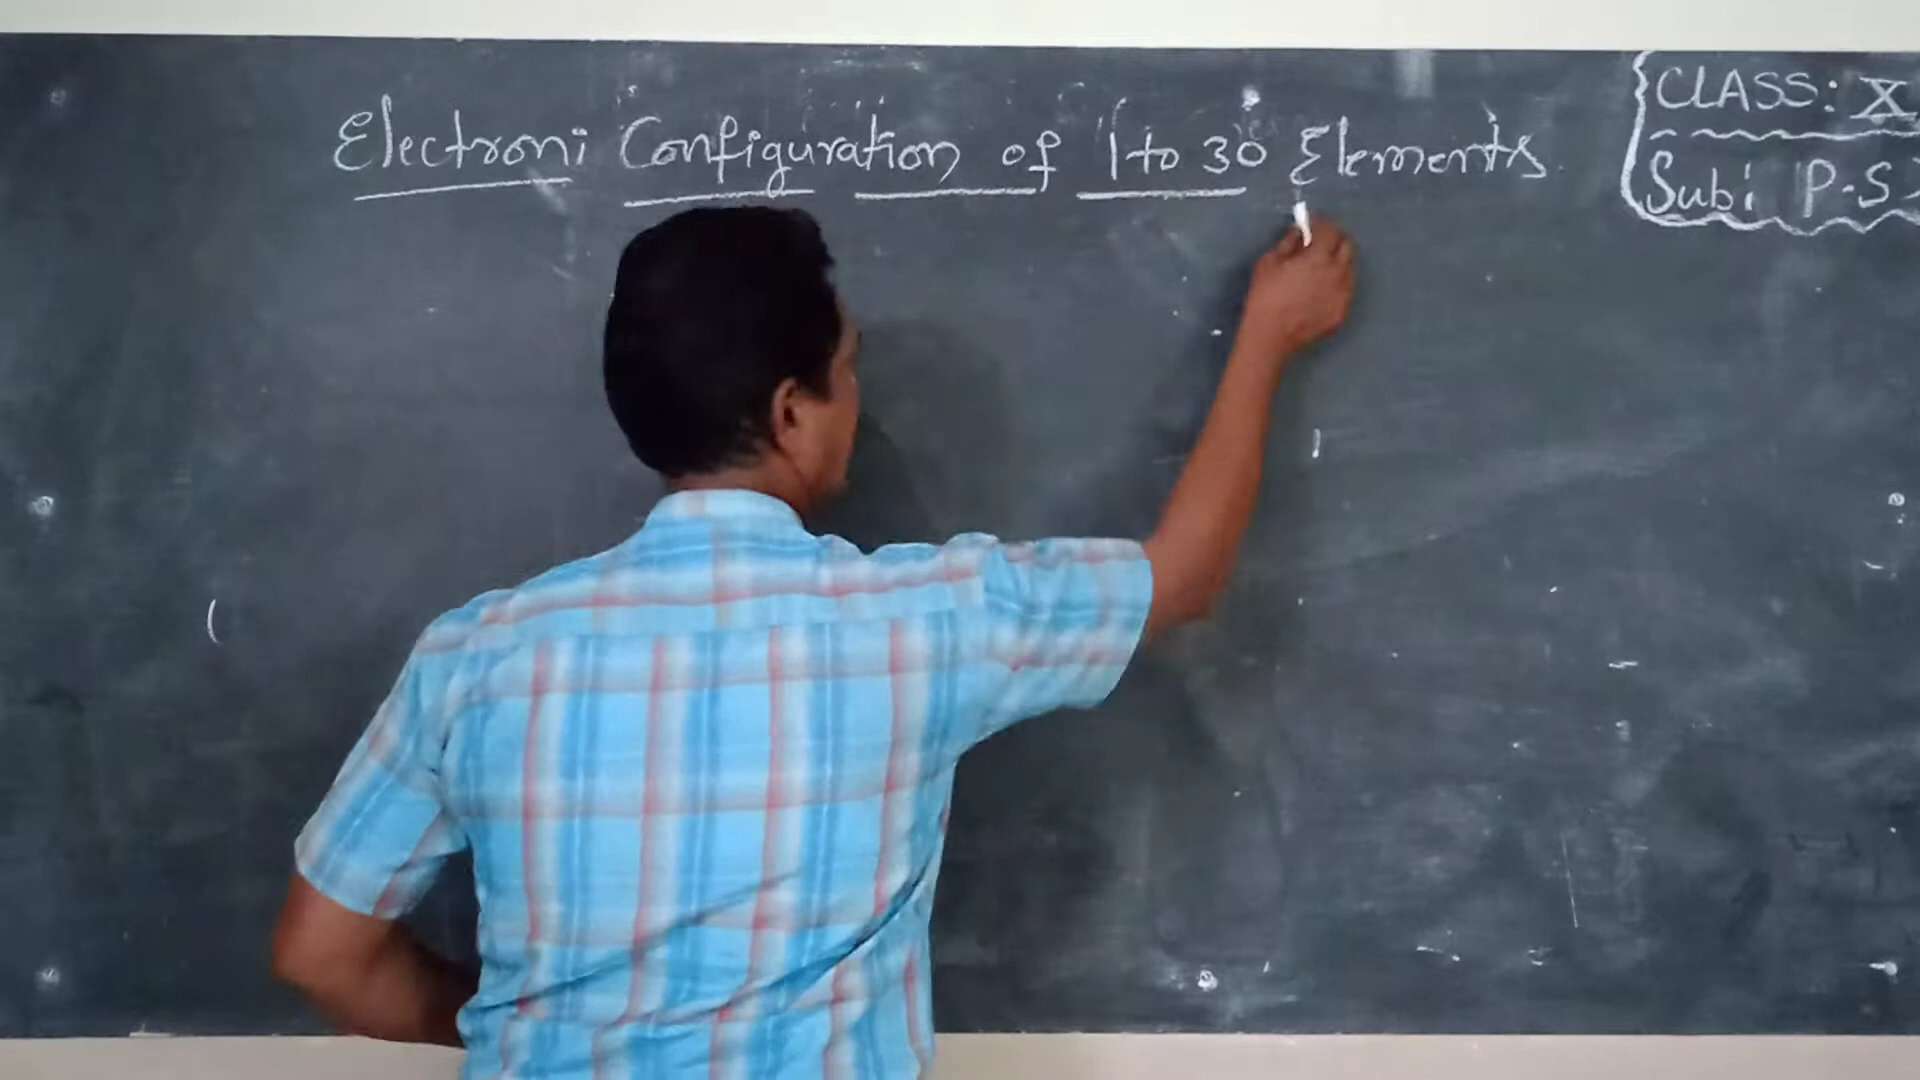 Electroni Configuration of 1 to 30 Elements
CLASS: X
Sub: P.S